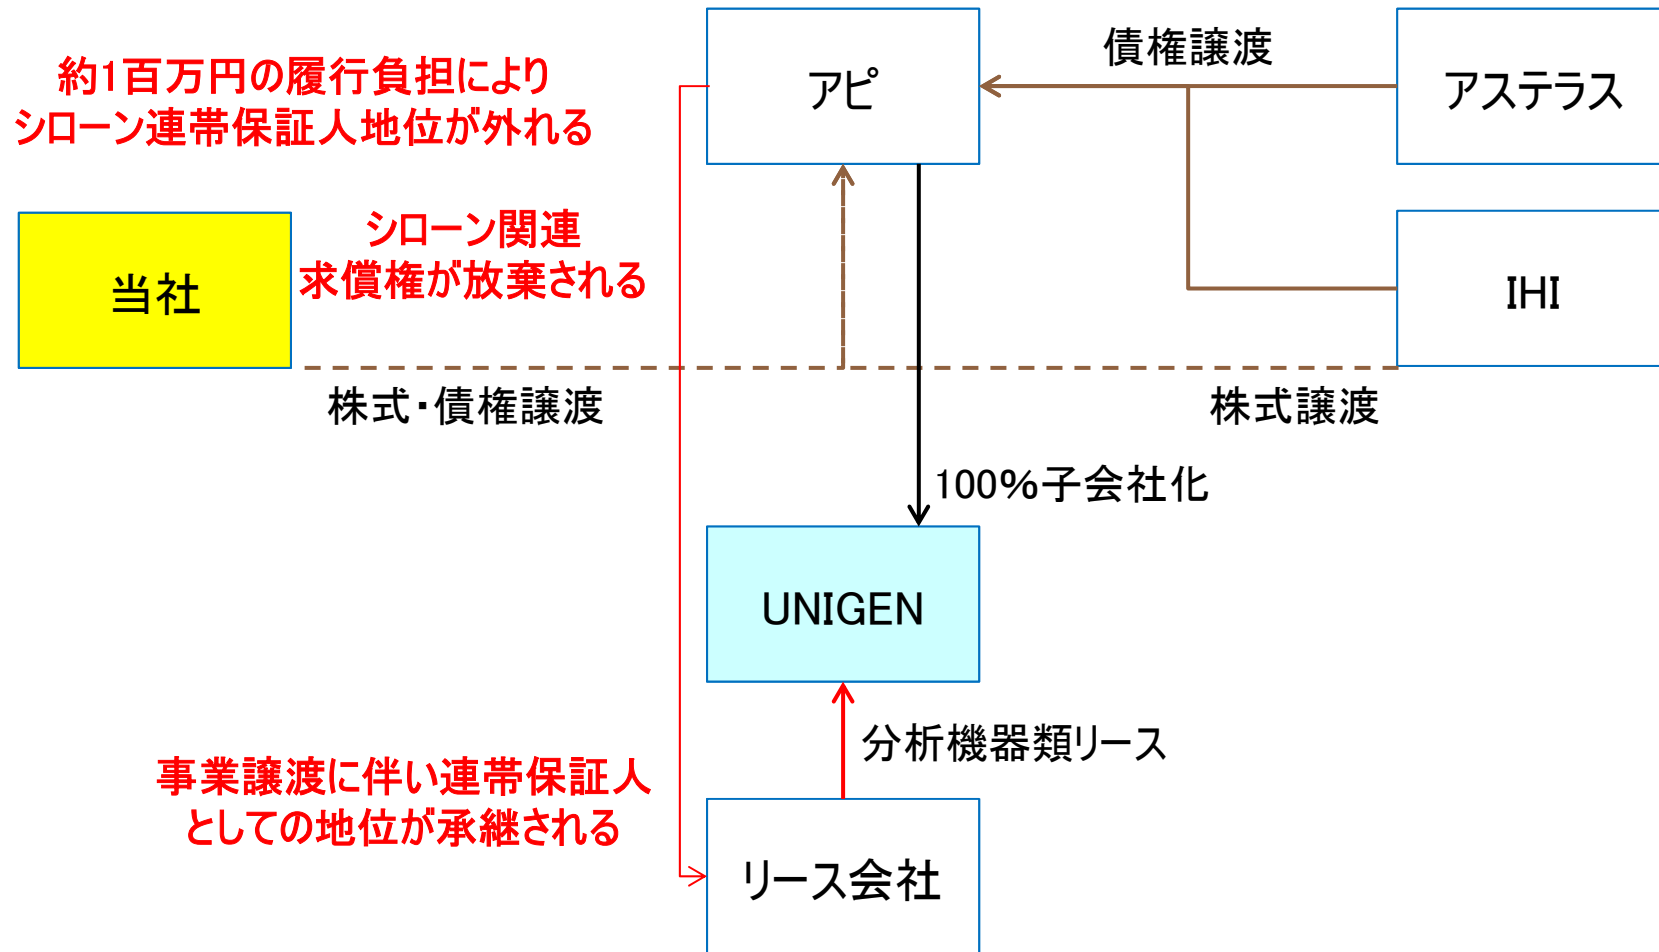 約1百万円の履行負担により
シローン連帯保証人地位が外れる
アピ
債権譲渡
アステラス
当社
シローン関連
求償権が放棄される
IHI
株式・債権譲渡
株式譲渡
100%子会社化
UNIGEN
分析機器類リース
事業譲渡に伴い連帯保証人
としての地位が承継される
リース会社